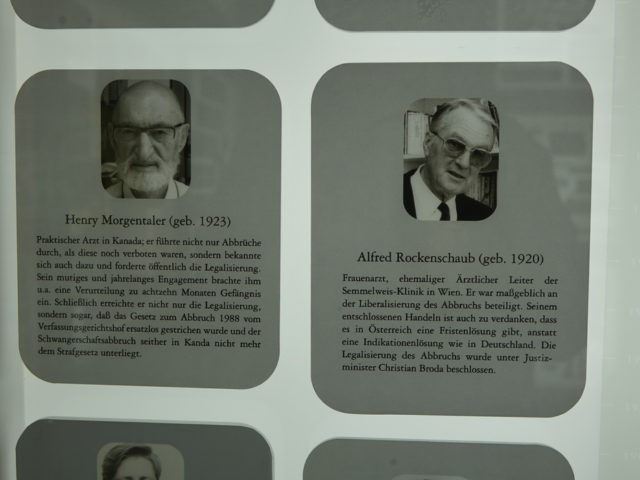 Henry Morgentaler (geb. 1923)
Praktischer Arzt in Kanada; er führte nicht nur Abbrüche
durch, als diese noch verboten waren, sondern bekannte
sich auch dazu und forderte öffentlich die Legalisierung.
Sein mutiges und jahrelanges Engagement brachte ihm
u.a. eine Verurteilung zu achtzehn Monaten Gefängnis
ein. Schließlich erreichte er nicht nur die Legalisierung,
sondern sogar, daß das Gesetz zum Abbruch 1988 vom
Verfassungsgerichtshof ersatzlos gestrichen wurde und der
Schwangerschaftsabbruch seither in Kanda nicht mehr
dem Strafgesetz unterliegt.
Alfred Rockenschaub (geb. 1920)
Frauenarzt, ehemaliger Ärztlicher Leiter der
Semmelweis-Klinik in Wien. Er war maßgeblich an
der Liberalisierung des Abbruchs beteiligt. Seinem
entschlossenen Handeln ist auch zu verdanken, dass
es in Österreich eine Fristenlösung gibt, anstatt
eine Indikationenlösung wie in Deutschland. Die
Legalisierung des Abbruchs wurde unter Justiz-
minister Christian Broda beschlossen.